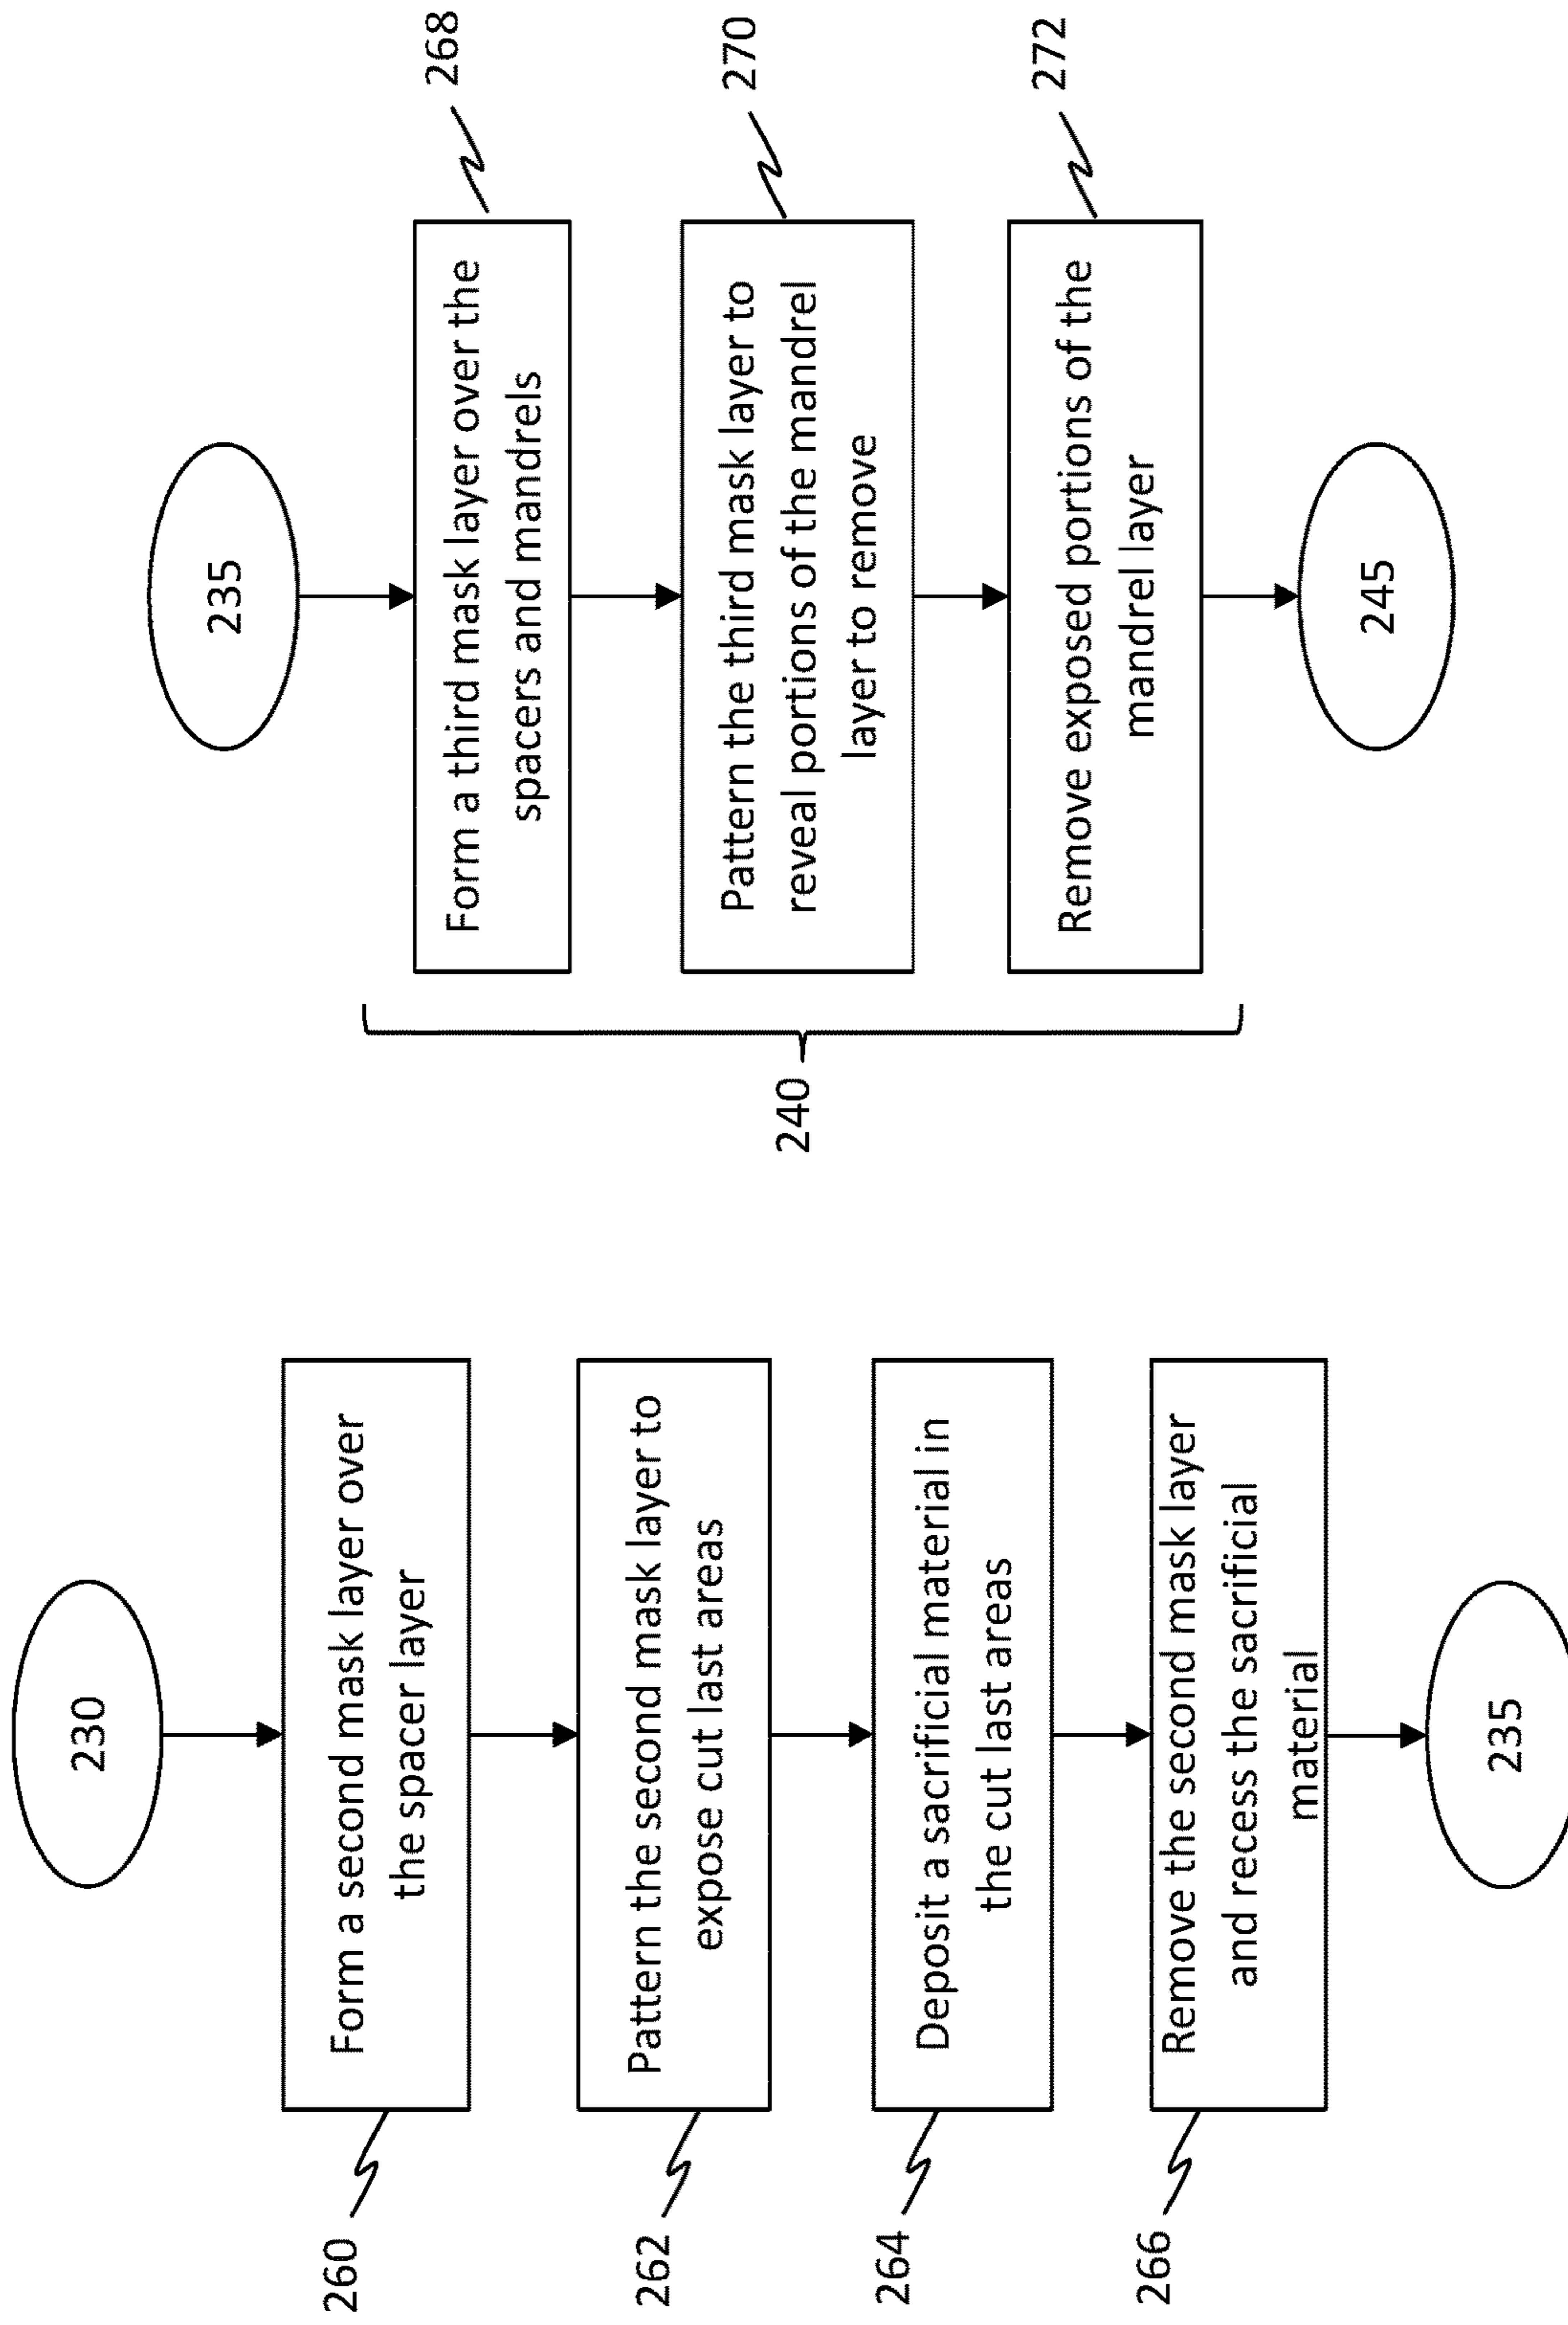 230
260
Form a second mask layer over
the spacer layer
262
Pattern the second mask layer to
expose cut last areas
264
Deposit a sacrificial material in
the cut last areas
266
Remove the second mask layer
and recess the sacrificial
material
235
235
240
Form a third mask layer over the
spacers and mandrels
268
Pattern the third mask layer to
reveal portions of the mandrel
layer to remove
270
Remove exposed portions of the
mandrel layer
272
245